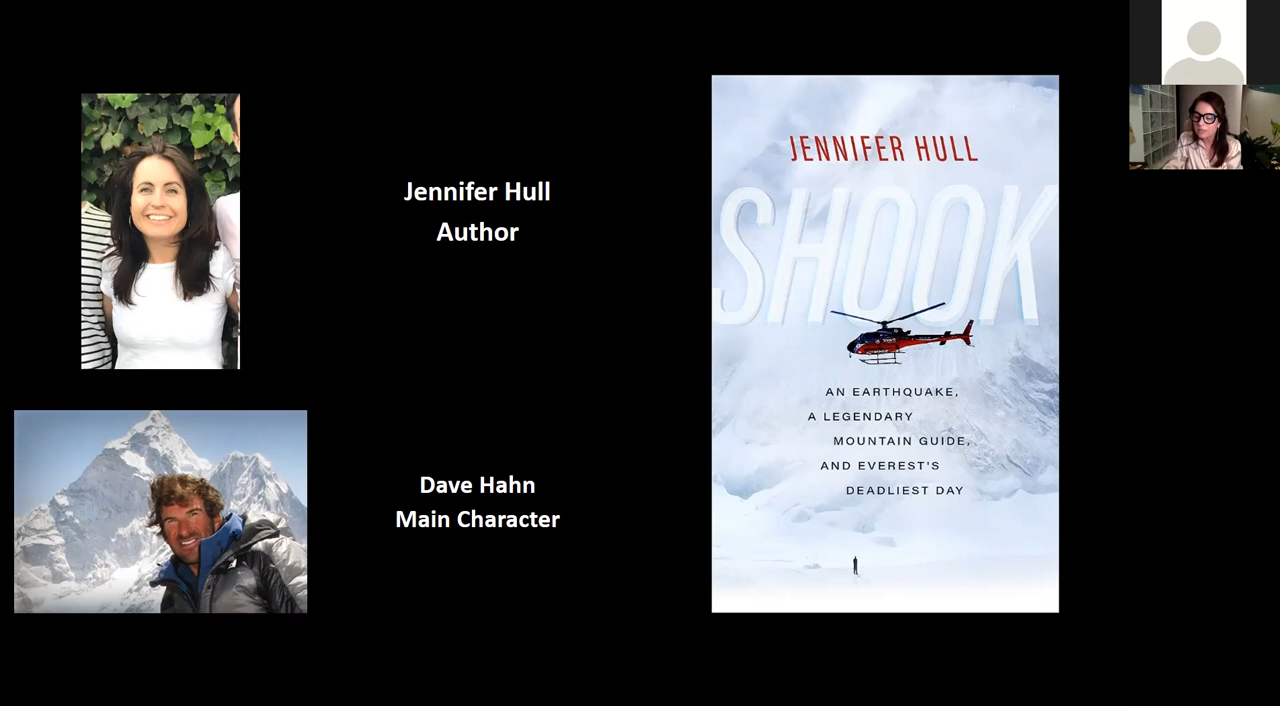 Jennifer Hull
Author
Dave Hahn
Main Character
JENNIFER HULL
SHOOK
AN EARTHQUAKE,
A LEGENDARY
MOUNTAIN GUIDE,
AND EVEREST'S
DEADLIEST DAY